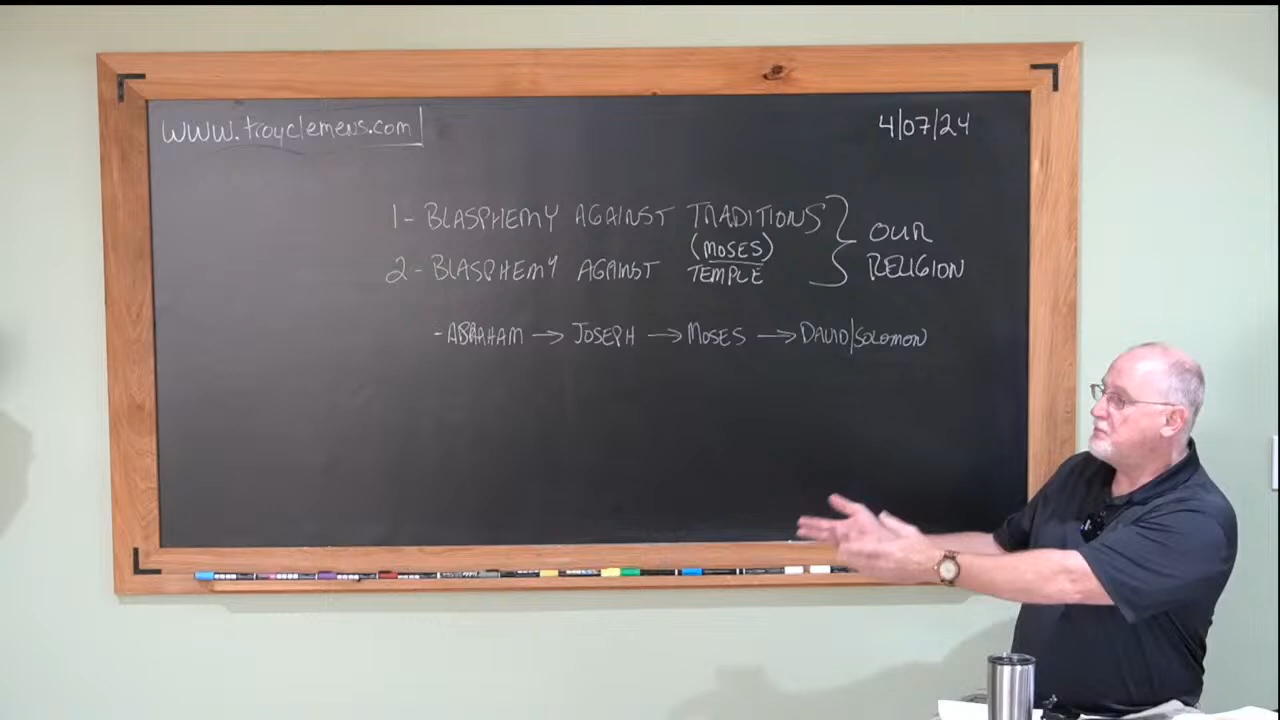 www.troyclemens.com
4/07/24
1- BLASPHEMY AGAINST TRADITIONS
(MOSES)
2- BLASPHEMY AGAINST TEMPLE
OUR
RELIGION
- ABRAHAM → JOSEPH → MOSES → DAVID/SOLOMON